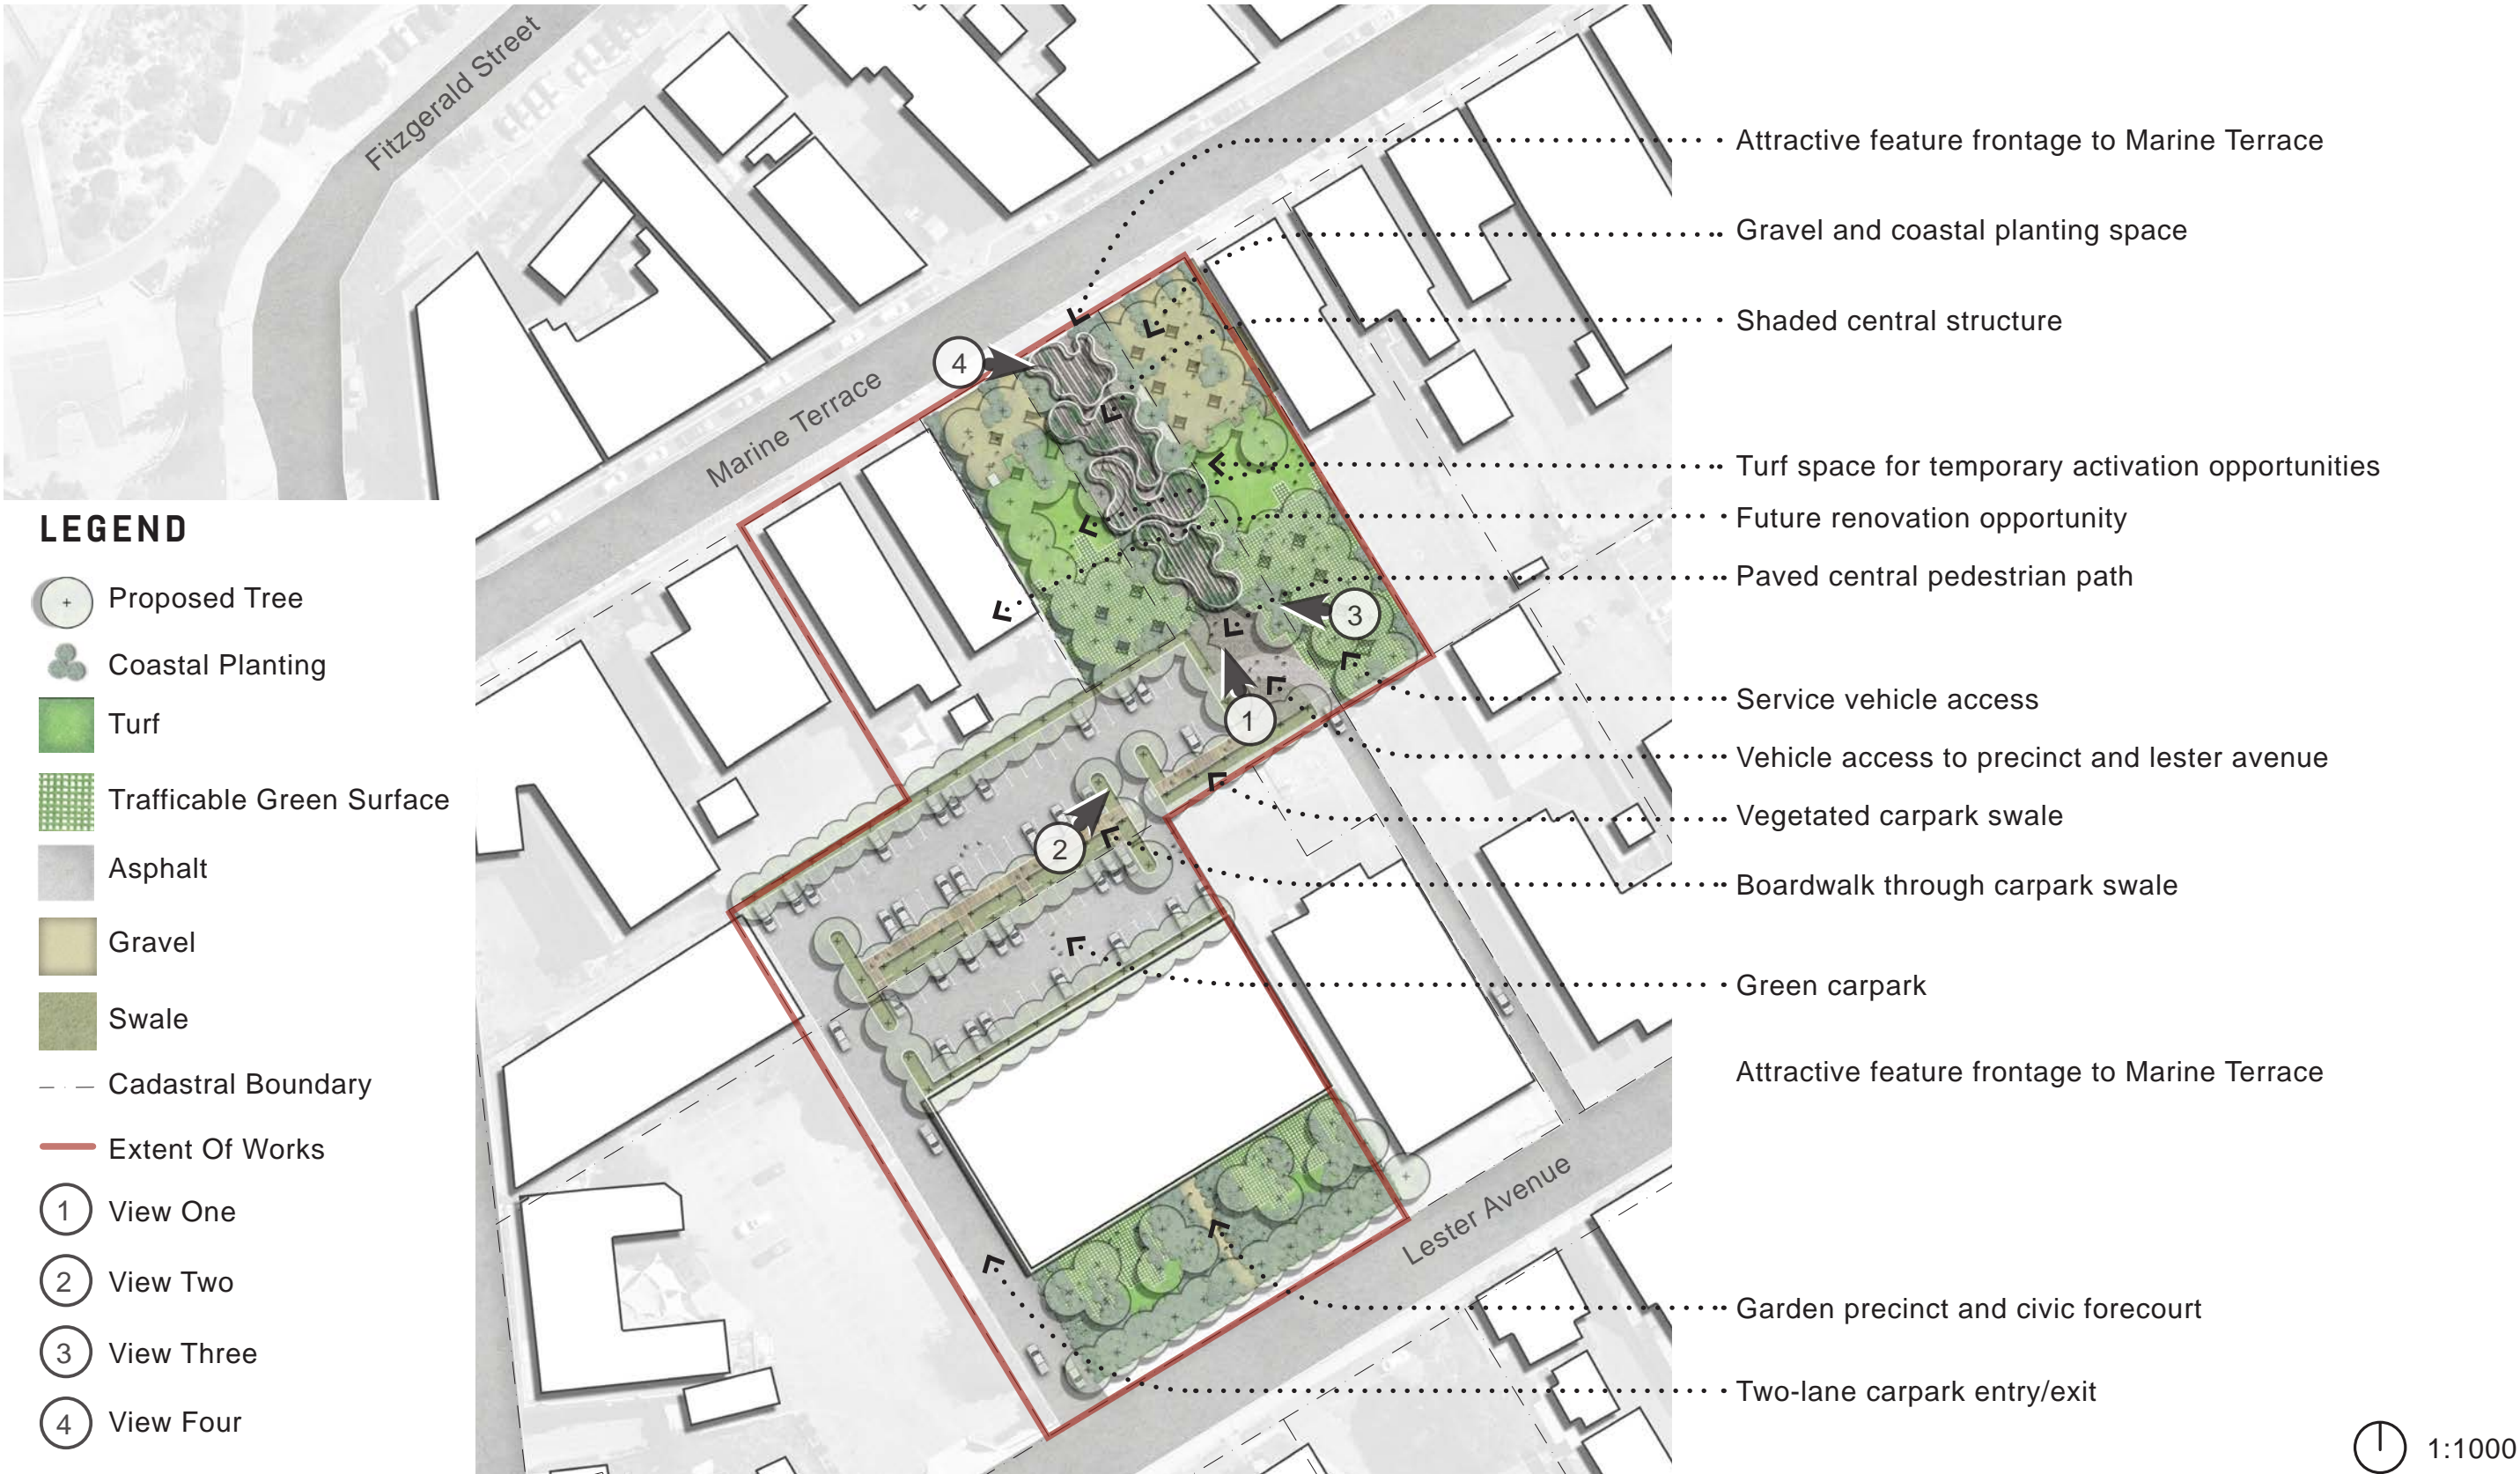 Fitzgerald Street
Marine Terrace
Lester Avenue
4
3
1
2
LEGEND
Proposed Tree
Coastal Planting
Turf
Trafficable Green Surface
Asphalt
Gravel
Swale
Cadastral Boundary
Extent Of Works
1 View One
2 View Two
3 View Three
4 View Four
Attractive feature frontage to Marine Terrace
Gravel and coastal planting space
Shaded central structure
Turf space for temporary activation opportunities
Future renovation opportunity
Paved central pedestrian path
Service vehicle access
Vehicle access to precinct and lester avenue
Vegetated carpark swale
Boardwalk through carpark swale
Green carpark
Attractive feature frontage to Marine Terrace
Garden precinct and civic forecourt
Two-lane carpark entry/exit
1:1000